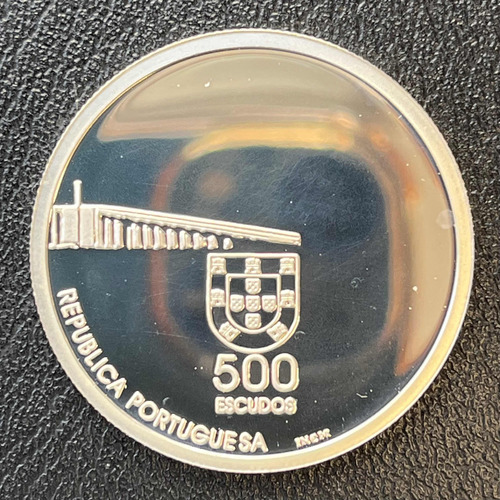 500
ESCUDOS
REPUBLICA PORTUGUESA
INCM